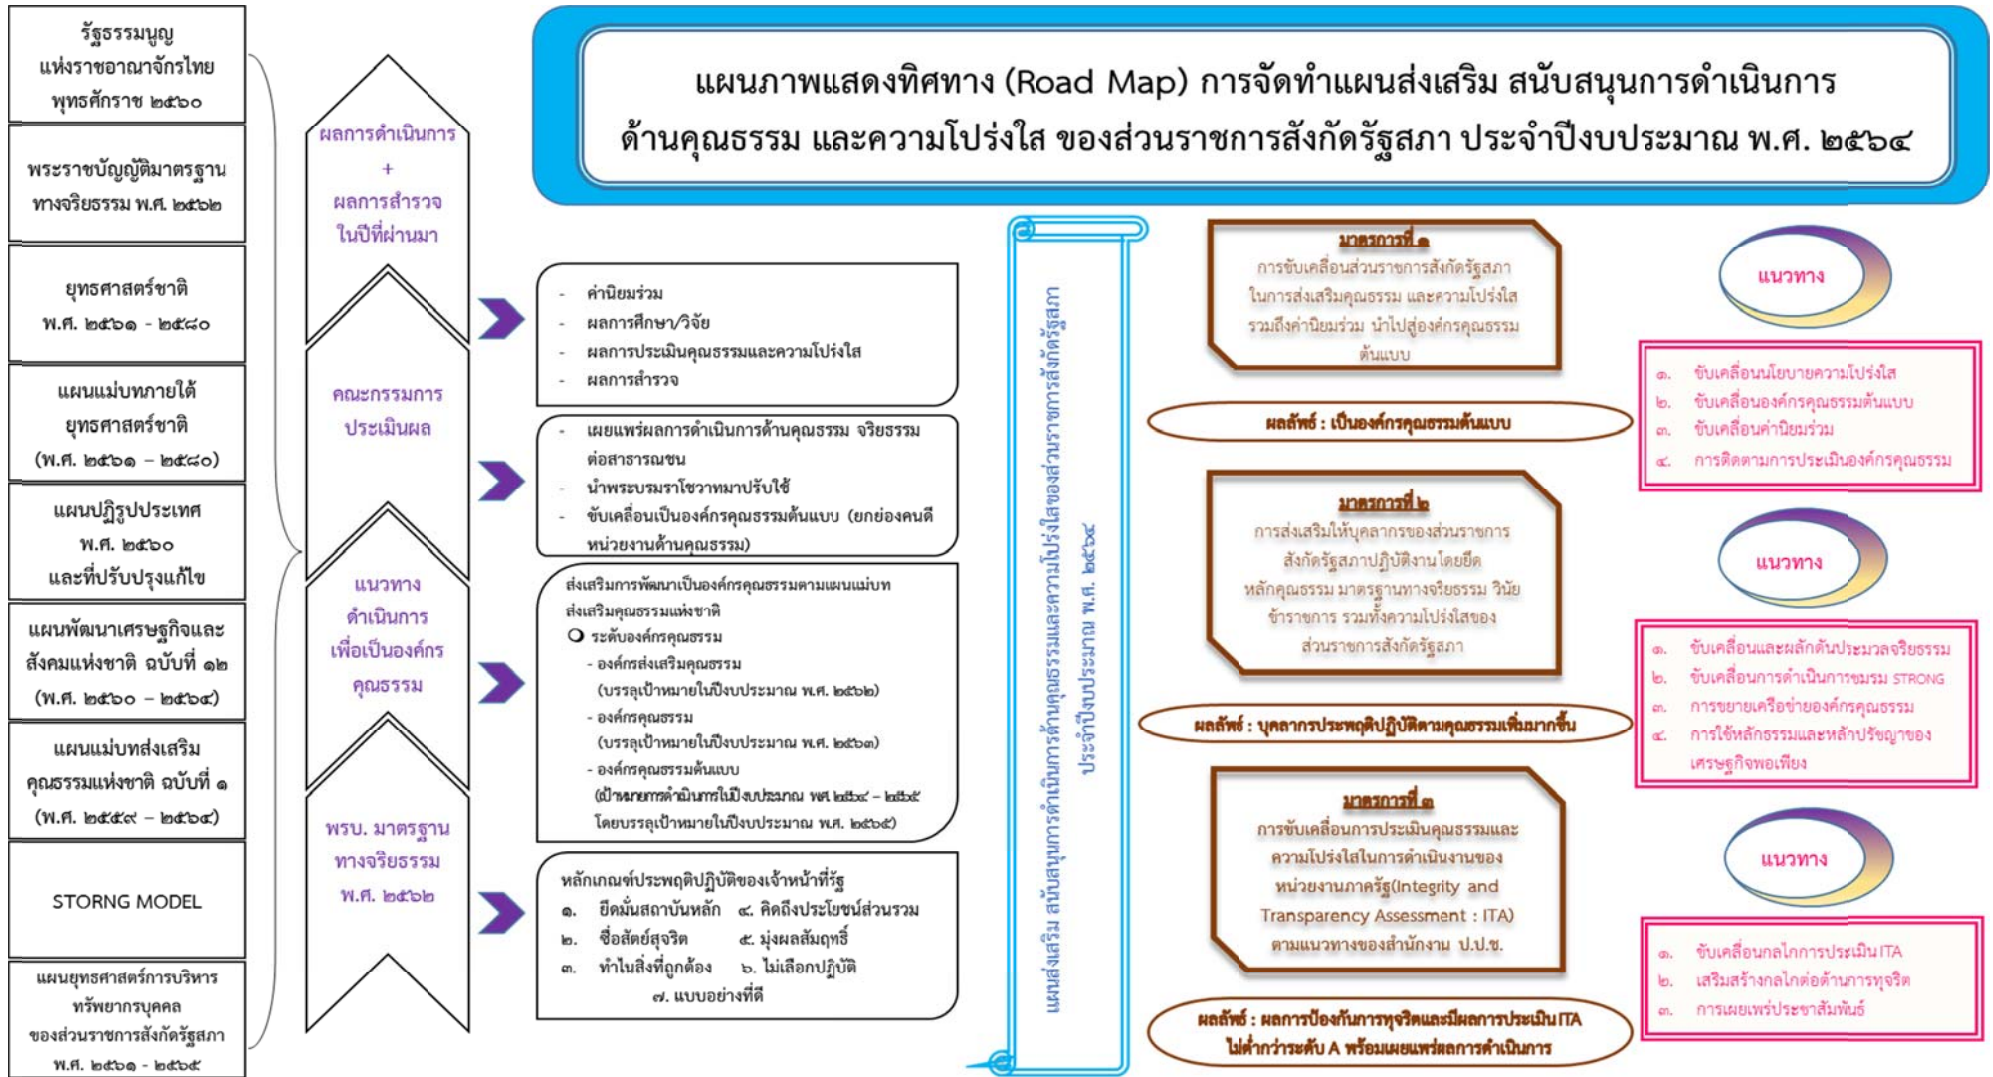 แผนภาพแสดงทิศทาง (Road Map) การจัดทำแผนส่งเสริม สนับสนุนการดำเนินการ
ด้านคุณธรรม และความโปร่งใส ของส่วนราชการสังกัดรัฐสภา ประจำปีงบประมาณ พ.ศ. ๒๕๖๔
รัฐธรรมนูญ
แห่งราชอาณาจักรไทย
พุทธศักราช ๒๕๖๐
พระราชบัญญัติมาตรฐาน
ทางจริยธรรม พ.ศ. ๒๕๖๒
ยุทธศาสตร์ชาติ
พ.ศ. ๒๕๖๑ - ๒๕๘๐
แผนแม่บทภายใต้
ยุทธศาสตร์ชาติ
(พ.ศ. ๒๕๖๑ – ๒๕๘๐)
แผนปฏิรูปประเทศ
พ.ศ. ๒๕๖๐
และที่ปรับปรุงแก้ไข
แผนพัฒนาเศรษฐกิจและ
สังคมแห่งชาติ ฉบับที่ ๑๒
(พ.ศ. ๒๕๖๐ – ๒๕๖๔)
แผนแม่บทส่งเสริม
คุณธรรมแห่งชาติ ฉบับที่ ๑
(พ.ศ. ๒๕๕๙ – ๒๕๖๔)
STORNG MODEL
แผนยุทธศาสตร์การบริหาร
ทรัพยากรบุคคล
ของส่วนราชการสังกัดรัฐสภา
พ.ศ. ๒๕๖๑ - ๒๕๖๕
ผลการดำเนินการ
+
ผลการสำรวจ
ในปีที่ผ่านมา
คณะกรรมการ
ประเมินผล
แนวทาง
ดำเนินการ
เพื่อเป็นองค์กร
คุณธรรม
พรบ. มาตรฐาน
ทางจริยธรรม
พ.ศ. ๒๕๖๒
- ค่านิยมร่วม
- ผลการศึกษา/วิจัย
- ผลการประเมินคุณธรรมและความโปร่งใส
- ผลการสำรวจ
- เผยแพร่ผลการดำเนินการด้านคุณธรรม จริยธรรม
ต่อสาธารณชน
- นำพระบรมราโชวาทมาปรับใช้
- ขับเคลื่อนเป็นองค์กรคุณธรรมต้นแบบ (ยกย่องคนดี
หน่วยงานด้านคุณธรรม)
ส่งเสริมการพัฒนาเป็นองค์กรคุณธรรมตามแผนแม่บท
ส่งเสริมคุณธรรมแห่งชาติ
ระดับองค์กรคุณธรรม
- องค์กรส่งเสริมคุณธรรม
(บรรลุเป้าหมายในปีงบประมาณ พ.ศ. ๒๕๖๒)
- องค์กรคุณธรรม
(บรรลุเป้าหมายในปีงบประมาณ พ.ศ. ๒๕๖๓)
- องค์กรคุณธรรมต้นแบบ
(เป้าหมายการดำเนินการในปีงบประมาณ พ.ศ. ๒๕๖๔ – ๒๕๖๕
โดยบรรลุเป้าหมายในปีงบประมาณ พ.ศ. ๒๕๖๕)
หลักเกณฑ์ประพฤติปฏิบัติของเจ้าหน้าที่รัฐ
๑. ยึดมั่นสถาบันหลัก ๔. คิดถึงประโยชน์ส่วนรวม
๒. ซื่อสัตย์สุจริต ๕. มุ่งผลสัมฤทธิ์
๓. ทำในสิ่งที่ถูกต้อง ๖. ไม่เลือกปฏิบัติ
๗. แบบอย่างที่ดี
แผนส่งเสริม สนับสนุนการดำเนินการด้านคุณธรรมและความโปร่งใสของส่วนราชการสังกัดรัฐสภา
ประจำปีงบประมาณ พ.ศ. ๒๕๖๔
มาตรการที่ ๑
การขับเคลื่อนส่วนราชการสังกัดรัฐสภา
ในการส่งเสริมคุณธรรม และความโปร่งใส
รวมถึงค่านิยมร่วม นำไปสู่องค์กรคุณธรรม
ต้นแบบ
ผลลัพธ์ : เป็นองค์กรคุณธรรมต้นแบบ
แนวทาง
๑. ขับเคลื่อนนโยบายความโปร่งใส
๒. ขับเคลื่อนองค์กรคุณธรรมต้นแบบ
๓. ขับเคลื่อนค่านิยมร่วม
๔. การติดตามการประเมินองค์กรคุณธรรม
มาตรการที่ ๒
การส่งเสริมให้บุคลากรของส่วนราชการ
สังกัดรัฐสภาปฏิบัติงานโดยยึด
หลักคุณธรรม มาตรฐานทางจริยธรรม วินัย
ข้าราชการ รวมทั้งความโปร่งใสของ
ส่วนราชการสังกัดรัฐสภา
ผลลัพธ์ : บุคลากรประพฤติปฏิบัติตามคุณธรรมเพิ่มมากขึ้น
แนวทาง
๑. ขับเคลื่อนและผลักดันประมวลจริยธรรม
๒. ขับเคลื่อนการดำเนินการชมรม STRONG
๓. การขยายเครือข่ายองค์กรคุณธรรม
๔. การใช้หลักธรรมและหลักปรัชญาของ
เศรษฐกิจพอเพียง
มาตรการที่ ๓
การขับเคลื่อนการประเมินคุณธรรมและ
ความโปร่งใสในการดำเนินงานของ
หน่วยงานภาครัฐ(Integrity and
Transparency Assessment : ITA)
ตามแนวทางของสำนักงาน ป.ป.ช.
ผลลัพธ์ : ผลการป้องกันการทุจริตและมีผลการประเมิน ITA
ไม่ต่ำกว่าระดับ A พร้อมเผยแพร่ผลการดำเนินการ
แนวทาง
๑. ขับเคลื่อนกลไกการประเมิน ITA
๒. เสริมสร้างกลไกต่อต้านการทุจริต
๓. การเผยเพร่ประชาสัมพันธ์